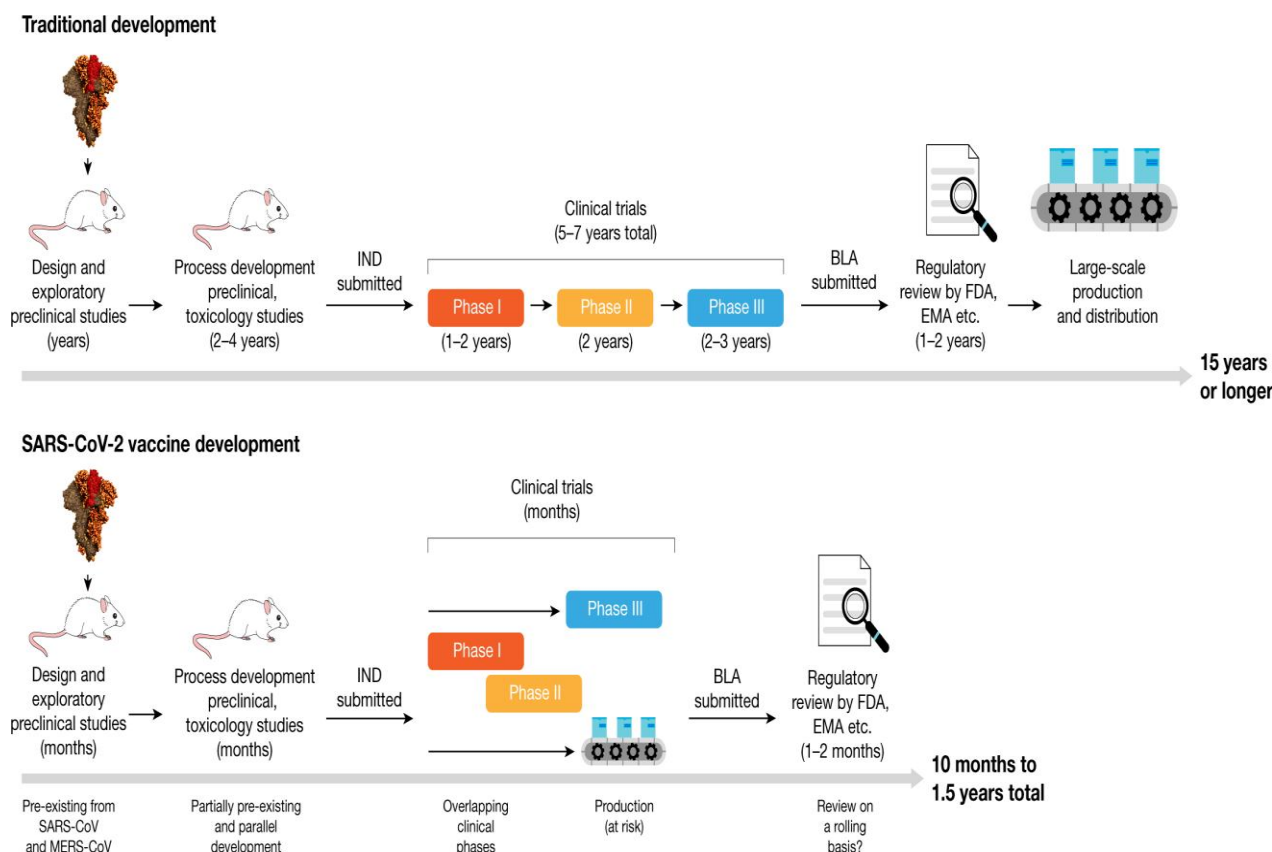 Traditional development
Design and
exploratory
preclinical studies
(years)
Process development
preclinical,
toxicology studies
(2–4 years)
IND
submitted
Clinical trials
(5–7 years total)
Phase I
Phase II
Phase III
(1–2 years)
(2 years)
(2–3 years)
BLA
submitted
Regulatory
review by FDA,
EMA etc.
(1–2 years)
Large-scale
production
and distribution
15 years
or longer
SARS-CoV-2 vaccine development
Design and
exploratory
preclinical studies
(months)
Process development
preclinical,
toxicology studies
(months)
IND
submitted
Clinical trials
(months)
Phase III
Phase I
Phase II
BLA
submitted
Regulatory
review by FDA,
EMA etc.
(1–2 months)
10 months to
1.5 years total
Pre-existing from
SARS-CoV
and MERS-CoV
Partially pre-existing
and parallel
development
Overlapping
clinical
phases
Production
(at risk)
Review on
a rolling
basis?